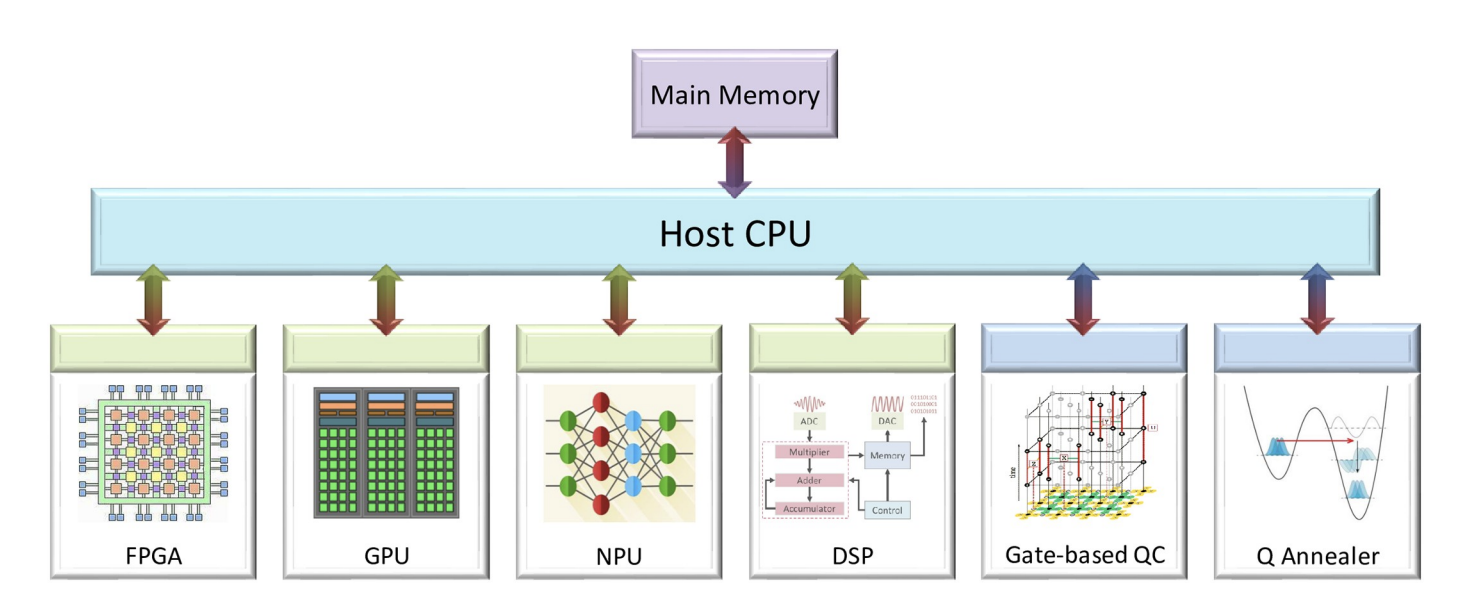 Main Memory
Host CPU
ADC
DAC
Multiplier
Memory
Adder
Accumulator
Control
time
FPGA
GPU
NPU
DSP
Gate-based QC
Q Annealer